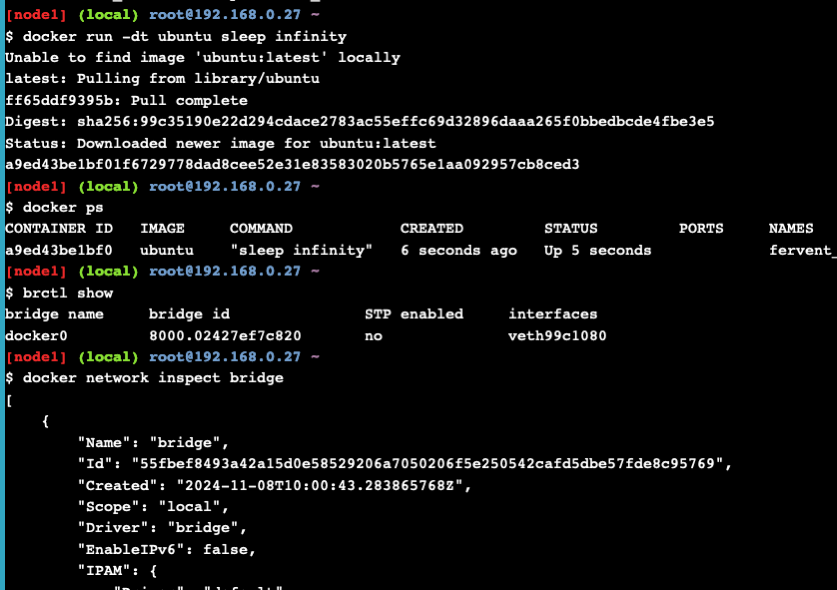 [node1] (local) root@192.168.0.27 ~
$ docker run -dt ubuntu sleep infinity
Unable to find image 'ubuntu:latest' locally
latest: Pulling from library/ubuntu
ff65ddf9395b: Pull complete
Digest: sha256:99c35190e22d294cdace2783ac55effc69d32896daaa265f0bbedbcde4fbe3e5
Status: Downloaded newer image for ubuntu:latest
a9ed43be1bf01f6729778dad8cee52e31e83583020b5765e1aa092957cb8ced3
[node1] (local) root@192.168.0.27 ~
$ docker ps
CONTAINER ID IMAGE COMMAND CREATED STATUS PORTS NAMES
a9ed43be1bf0 ubuntu "sleep infinity" 6 seconds ago Up 5 seconds fervent_
[node1] (local) root@192.168.0.27 ~
$ brctl show
bridge name bridge id STP enabled interfaces
docker0 8000.02427ef7c820 no veth99c1080
[node1] (local) root@192.168.0.27 ~
$ docker network inspect bridge
[
{
"Name": "bridge",
"Id": "55fbef8493a42a15d0e58529206a7050206f5e250542cafd5dbe57fde8c95769",
"Created": "2024-11-08T10:00:43.283865768Z",
"Scope": "local",
"Driver": "bridge",
"EnableIPv6": false,
"IPAM": {